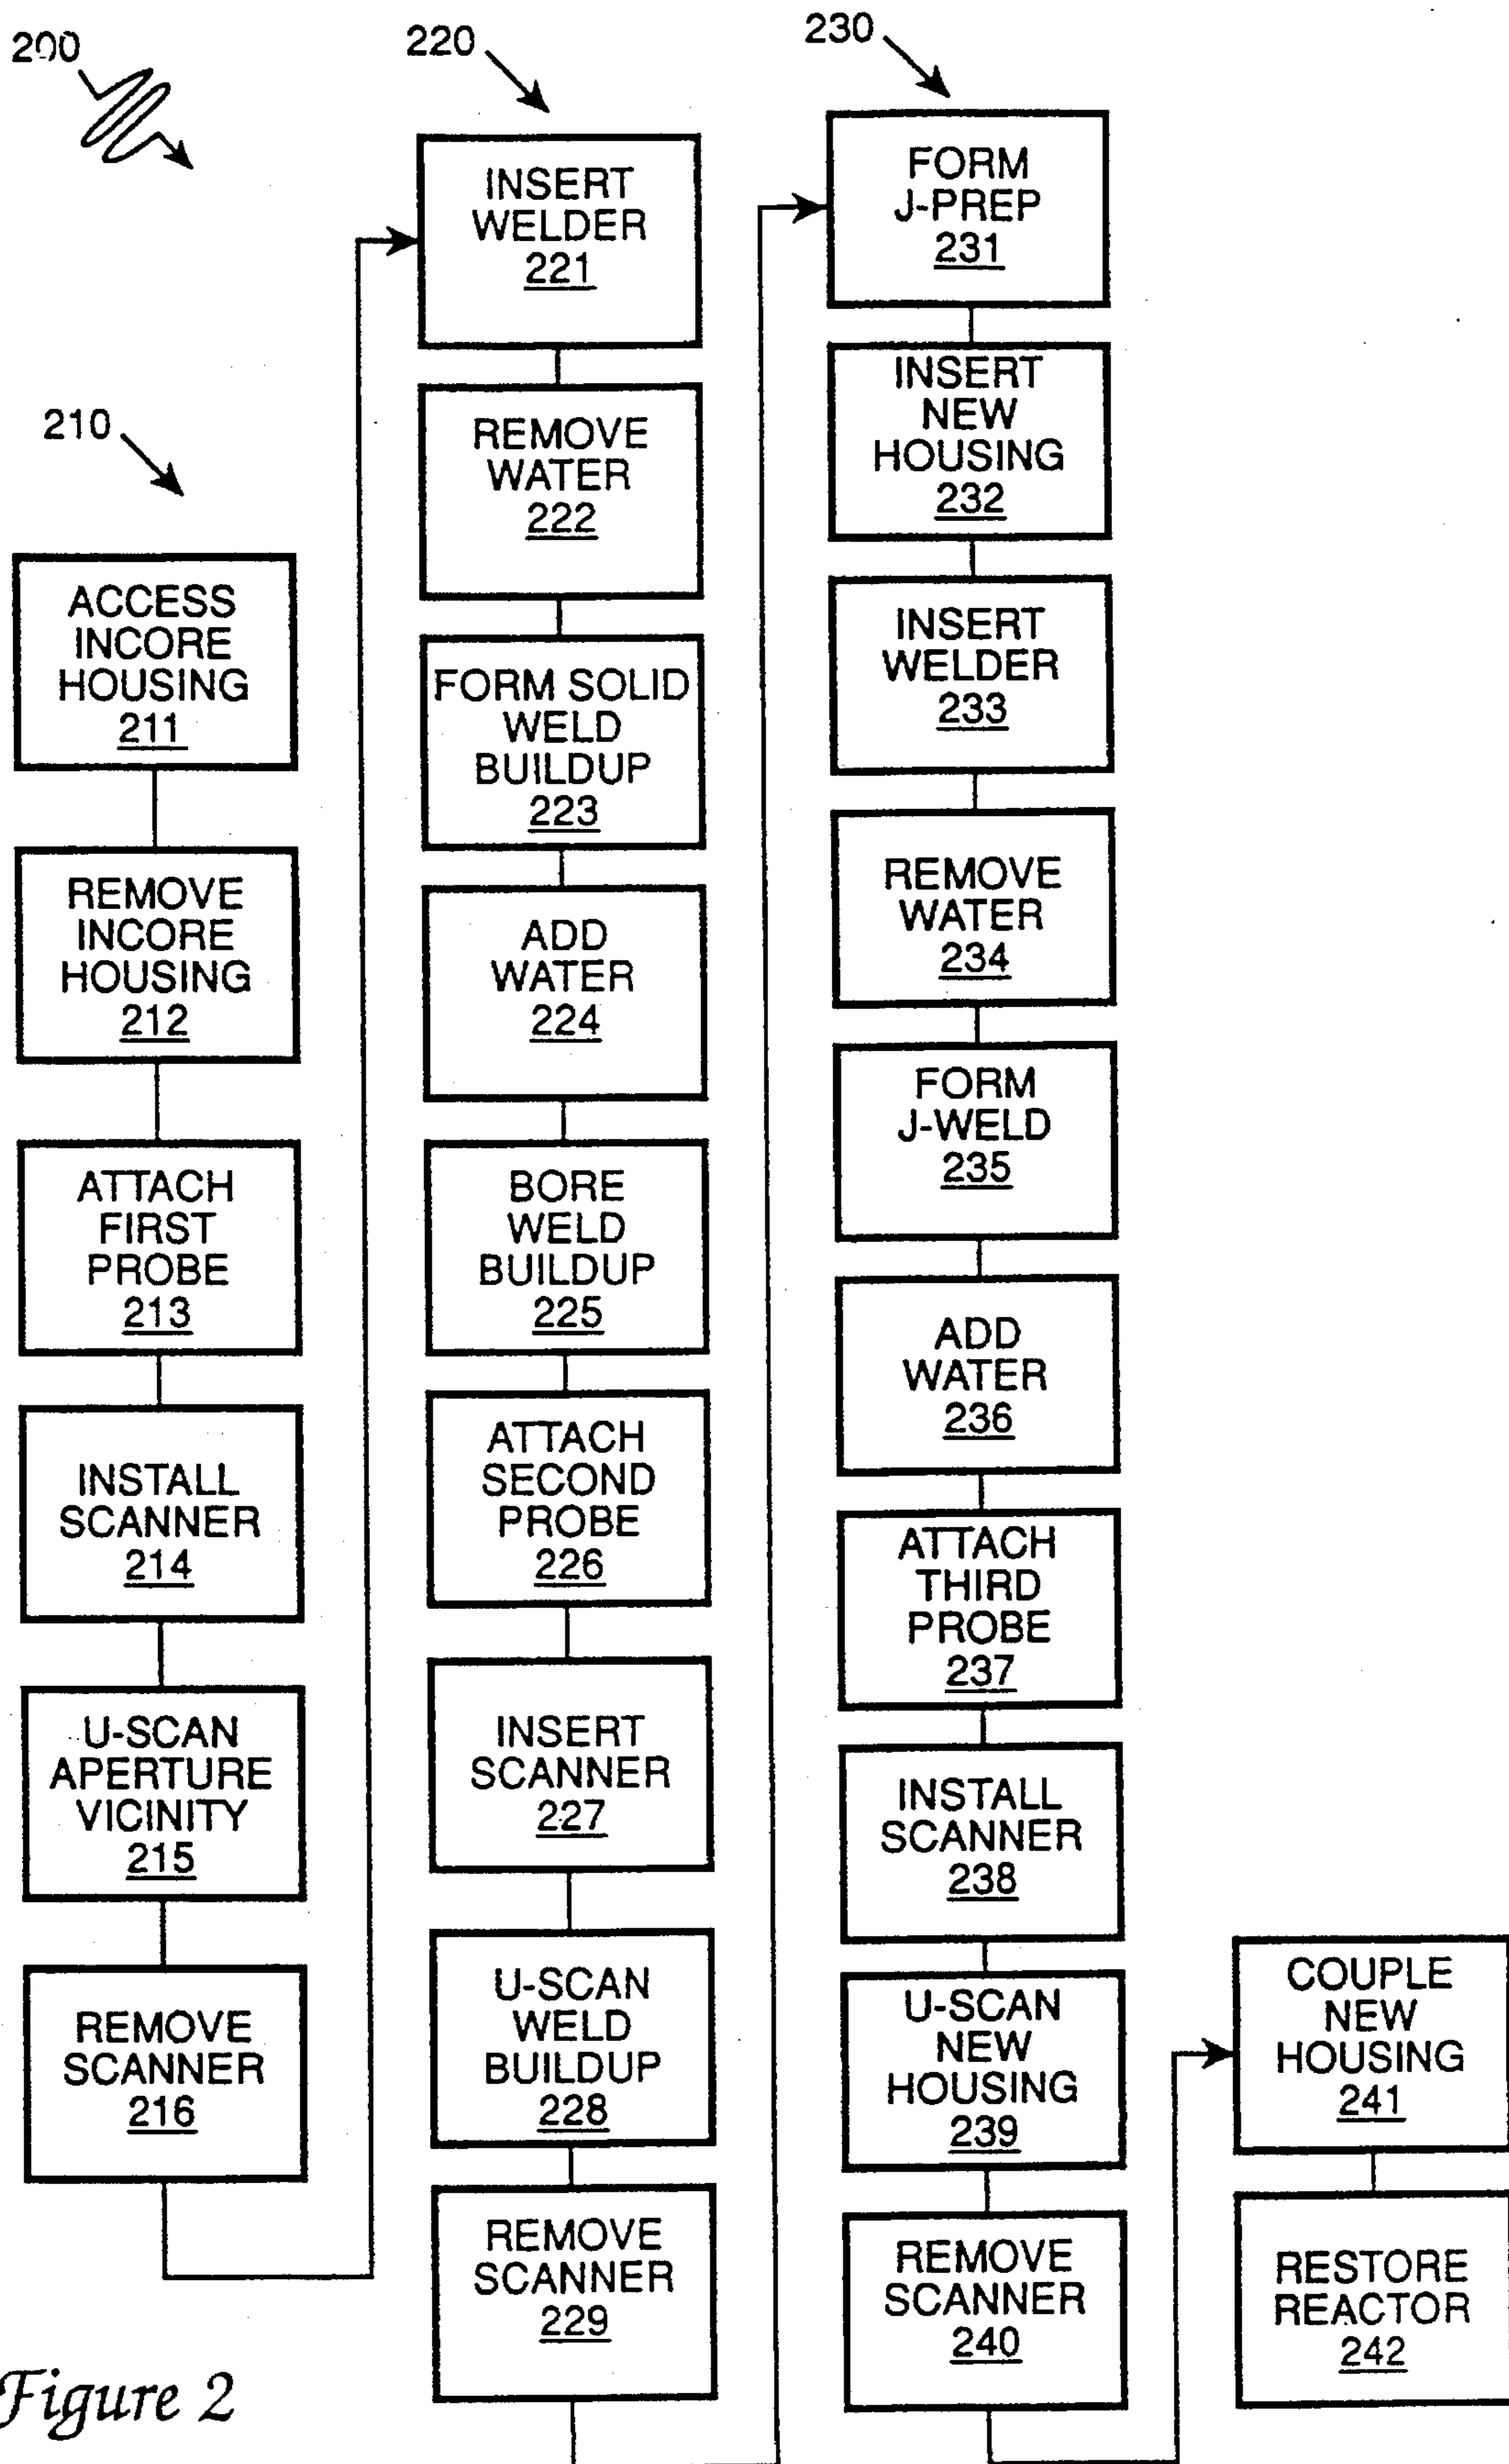 200
210
ACCESS
INCORE
HOUSING
211
REMOVE
INCORE
HOUSING
212
ATTACH
FIRST
PROBE
213
INSTALL
SCANNER
214
U-SCAN
APERTURE
VICINITY
215
REMOVE
SCANNER
216
220
INSERT
WELDER
221
REMOVE
WATER
222
FORM SOLID
WELD
BUILDUP
223
ADD
WATER
224
BORE
WELD
BUILDUP
225
ATTACH
SECOND
PROBE
226
INSERT
SCANNER
227
U-SCAN
WELD
BUILDUP
228
REMOVE
SCANNER
229
230
FORM
J-PREP
231
INSERT
NEW
HOUSING
232
INSERT
WELDER
233
REMOVE
WATER
234
FORM
J-WELD
235
ADD
WATER
236
ATTACH
THIRD
PROBE
237
INSTALL
SCANNER
238
U-SCAN
NEW
HOUSING
239
REMOVE
SCANNER
240
COUPLE
NEW
HOUSING
241
RESTORE
REACTOR
242
Figure 2